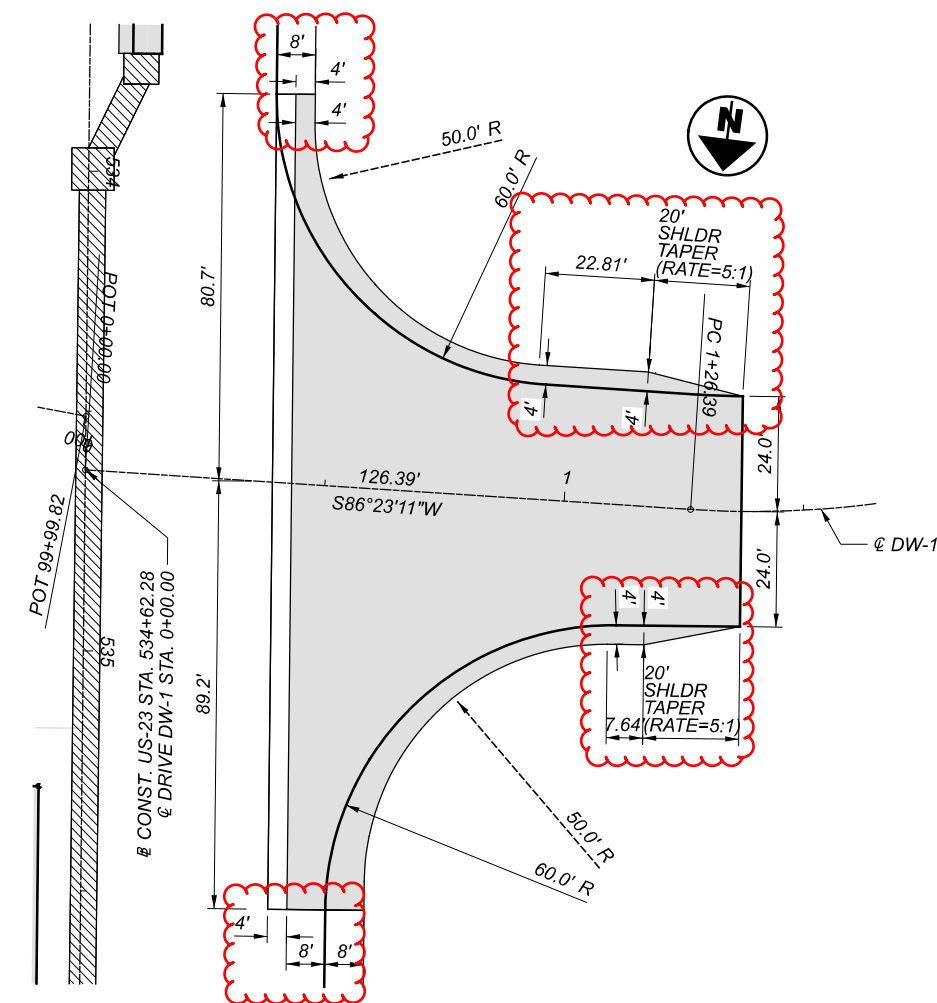 8'
4'
4'
50.0' R
60.0' R
N
20'
SHLDR
TAPER
(RATE=5:1)
22.81'
534
80.7'
POT 0+00.00
PC 1+26.39
4'
4'
24.0'
126.39'
1
S86°23'11"W
POT 99+99.82
℄ DW-1
24.0'
4'
4'
℔ CONST. US-23 STA. 534+62.28
℄ DRIVE DW-1 STA. 0+00.00
535
89.2'
20'
SHLDR
TAPER
7.64'
(RATE=5:1)
50.0' R
60.0' R
4'
8'
8'